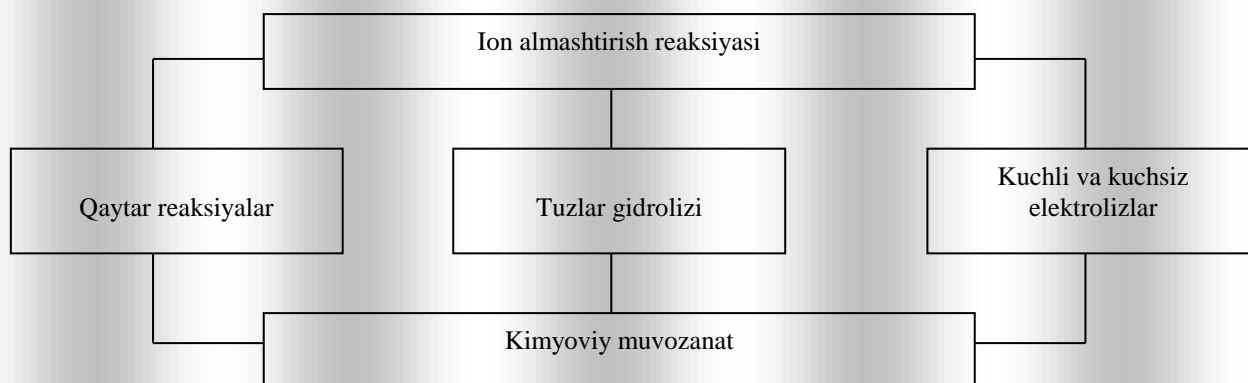 Ion almashtirish reaksiyasi
Qaytar reaksiyalar
Tuzlar gidrolizi
Kuchli va kuchsiz
elektrolizlar
Kimyoviy muvozanat